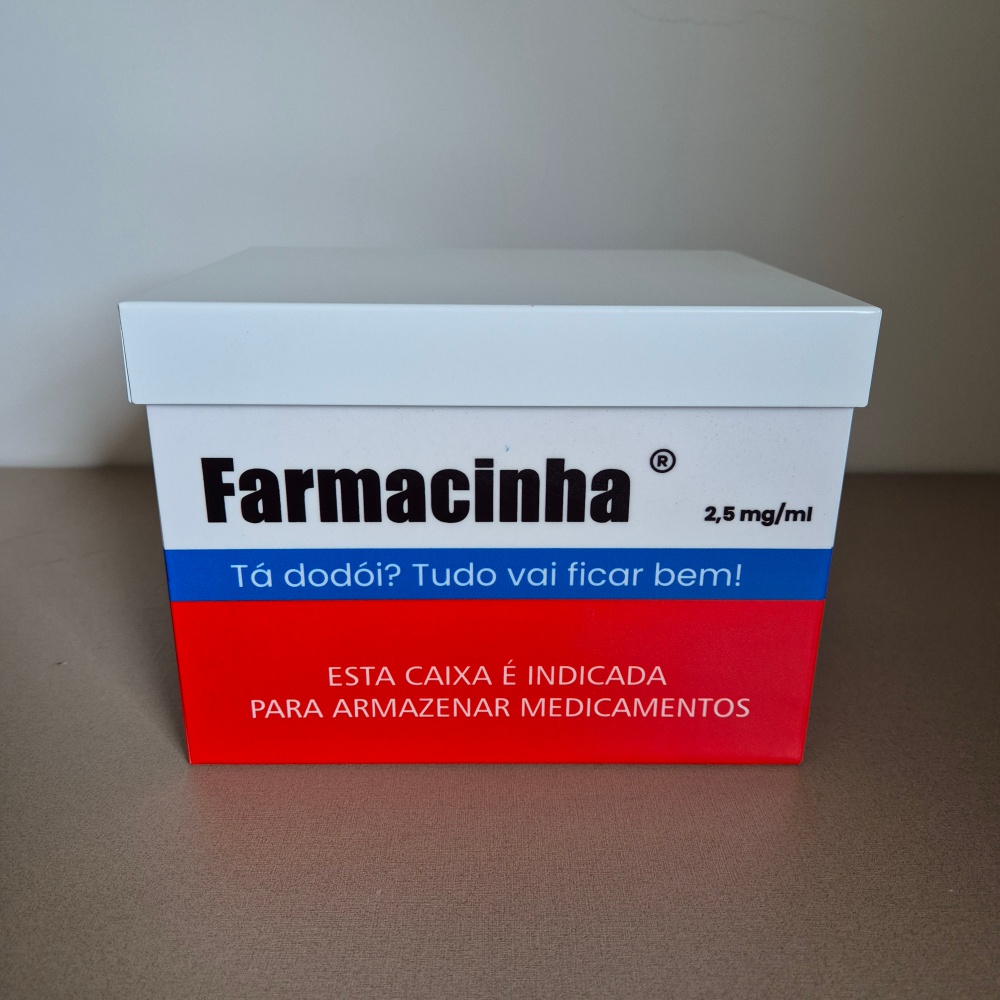 Farmacinha ®
2,5 mg/ml
Tá dodói? Tudo vai ficar bem!
ESTA CAIXA É INDICADA
PARA ARMAZENAR MEDICAMENTOS